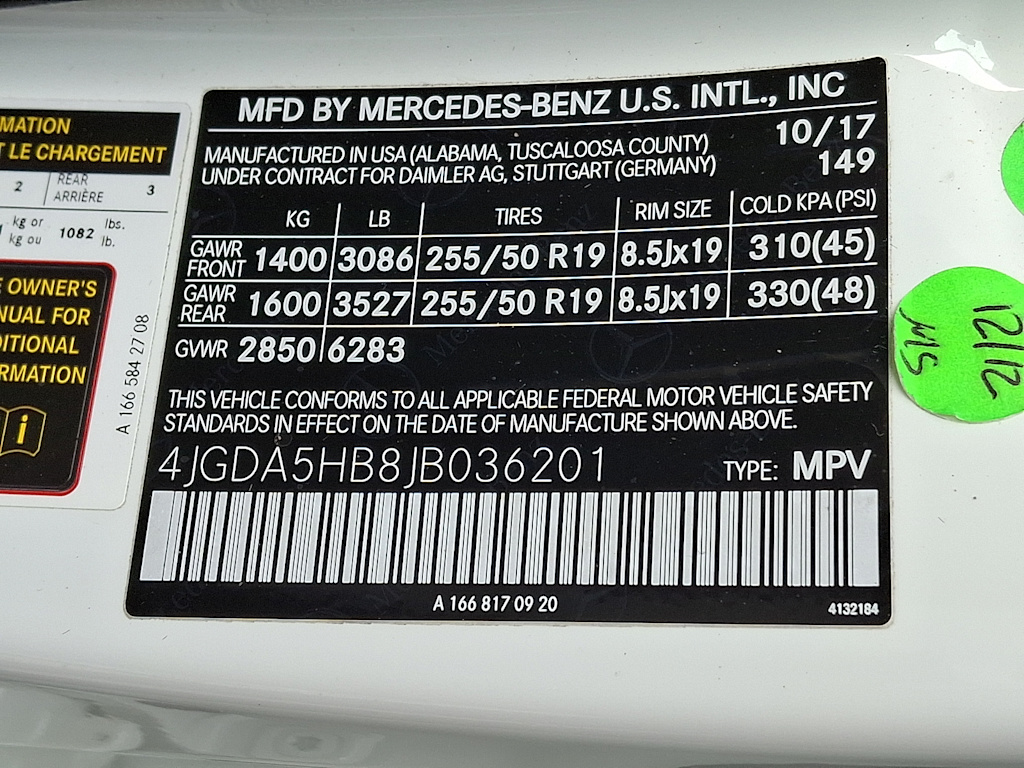 MFD BY MERCEDES-BENZ U.S. INTL., INC
10/17
MANUFACTURED IN USA (ALABAMA, TUSCALOOSA COUNTY)
UNDER CONTRACT FOR DAIMLER AG, STUTTGART (GERMANY)
149
KG LB TIRES RIM SIZE COLD KPA (PSI)
GAWR FRONT 1400 3086 255/50 R19 8.5Jx19 310(45)
GAWR REAR 1600 3527 255/50 R19 8.5Jx19 330(48)
GVWR 2850 6283
THIS VEHICLE CONFORMS TO ALL APPLICABLE FEDERAL MOTOR VEHICLE SAFETY
STANDARDS IN EFFECT ON THE DATE OF MANUFACTURE SHOWN ABOVE.
4JGDA5HB8JB036201 TYPE: MPV
A 166 817 09 20
4132184
MATION
T LE CHARGEMENT
2 REAR 3
ARRIÈRE
kg or 1082 lbs.
kg ou lb.
E OWNER'S
NUAL FOR
DITIONAL
RMATION
i
A 166 584 27 08
12/12
MS